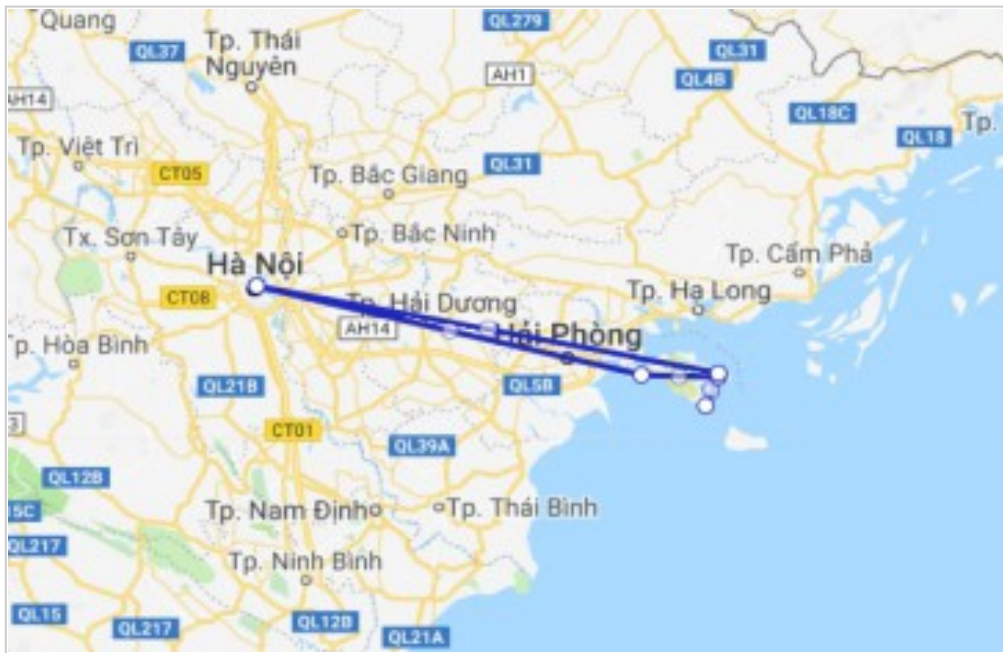 Quang
QL279
QL37
Tp. Thái
Nguyên
QL31
AH1
QL4B
AH14
QL18C
Tp.
QL18
Tp. Việt Trì
CT05
QL31
Tp. Bắc Giang
Tx. Sơn Tây
Tp. Bắc Ninh
Hà Nội
Tp. Cẩm Phả
CT08
Tp. Hải Dương
Tp. Hạ Long
AH14
Hải Phòng
Tp. Hòa Bình
QL21B
QL5B
CT01
QL39A
QL12B
15C
Tp. Nam Định
Tp. Thái Bình
QL217
Tp. Ninh Bình
QL15
QL217
QL12B
QL21A